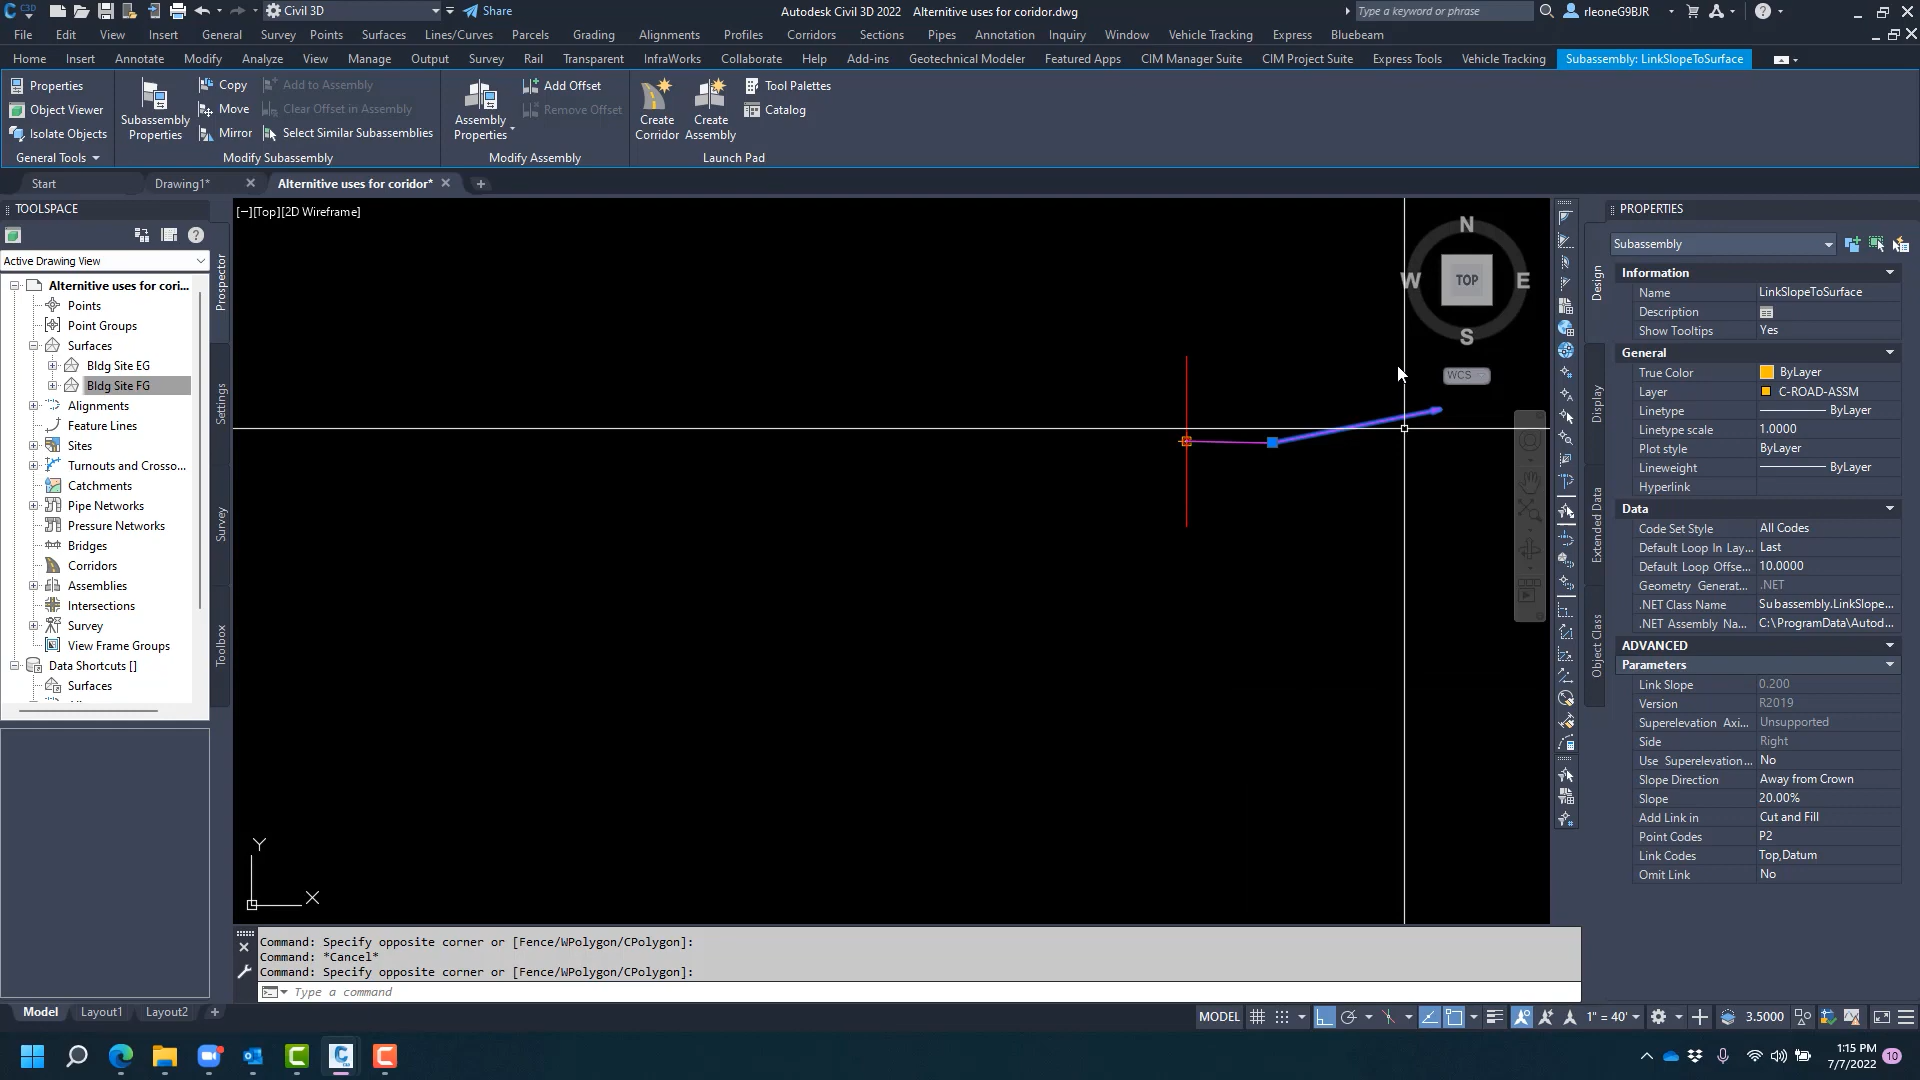 C3D
Civil 3D
Share
Autodesk Civil 3D 2022 Alternitive uses for coridor.dwg
Type a keyword or phrase
rleoneG9BJR
File Edit View Insert General Survey Points Surfaces Lines/Curves Parcels Grading Alignments Profiles Corridors Sections Pipes Annotation Inquiry Window Vehicle Tracking Express Bluebeam
Home Insert Annotate Modify Analyze View Manage Output Survey Rail Transparent InfraWorks Collaborate Help Add-ins Geotechnical Modeler Featured Apps CIM Manager Suite CIM Project Suite Express Tools Vehicle Tracking Subassembly: LinkSlopeToSurface
Properties
Object Viewer
Isolate Objects
General Tools
Subassembly Properties
Copy
Move
Mirror
Add to Assembly
Clear Offset in Assembly
Select Similar Subassemblies
Modify Subassembly
Assembly Properties
Add Offset
Remove Offset
Modify Assembly
Create Corridor
Create Assembly
Tool Palettes
Catalog
Launch Pad
Start
Drawing1*
Alternitive uses for coridor*
TOOLSPACE
Active Drawing View
Alternitive uses for cori...
Points
Point Groups
Surfaces
Bldg Site EG
Bldg Site FG
Alignments
Feature Lines
Sites
Turnouts and Crosso...
Catchments
Pipe Networks
Pressure Networks
Bridges
Corridors
Assemblies
Intersections
Survey
View Frame Groups
Data Shortcuts []
Surfaces
Prospector
Settings
Survey
Toolbox
[−][Top][2D Wireframe]
N
W
TOP
E
S
WCS
Y
X
Command: Specify opposite corner or [Fence/WPolygon/CPolygon]:
Command: *Cancel*
Command: Specify opposite corner or [Fence/WPolygon/CPolygon]:
Type a command
PROPERTIES
Subassembly
Design
Display
Extended Data
Object Class
Information
Name LinkSlopeToSurface
Description
Show Tooltips Yes
General
True Color ByLayer
Layer C-ROAD-ASSM
Linetype ByLayer
Linetype scale 1.0000
Plot style ByLayer
Lineweight ByLayer
Hyperlink
Data
Code Set Style All Codes
Default Loop In Lay... Last
Default Loop Offse... 10.0000
Geometry Generat... .NET
.NET Class Name Subassembly.LinkSlope...
.NET Assembly Na... C:\ProgramData\Autod...
ADVANCED
Parameters
Link Slope 0.200
Version R2019
Superelevation Axi... Unsupported
Side Right
Use Superelevation... No
Slope Direction Away from Crown
Slope 20.00%
Add Link in Cut and Fill
Point Codes P2
Link Codes Top,Datum
Omit Link No
Model Layout1 Layout2
MODEL
1" = 40'
3.5000
1:15 PM
7/7/2022
10